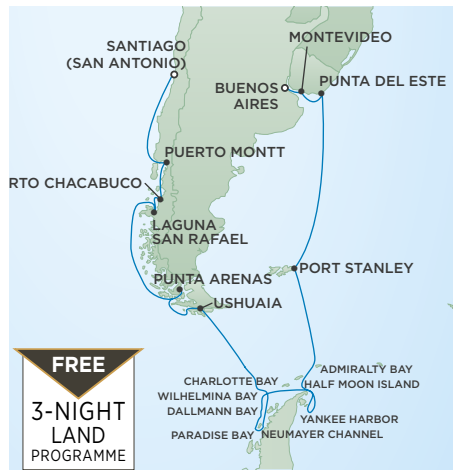 MONTEVIDEO
SANTIAGO
(SAN ANTONIO)
PUNTA DEL ESTE
BUENOS
AIRES
PUERTO MONTT
RTO CHACABUCO
LAGUNA
SAN RAFAEL
PORT STANLEY
PUNTA ARENAS
USHUAIA
FREE
3-NIGHT
LAND
PROGRAMME
ADMIRALTY BAY
HALF MOON ISLAND
CHARLOTTE BAY
WILHELMINA BAY
DALLMANN BAY
YANKEE HARBOR
PARADISE BAY
NEUMAYER CHANNEL